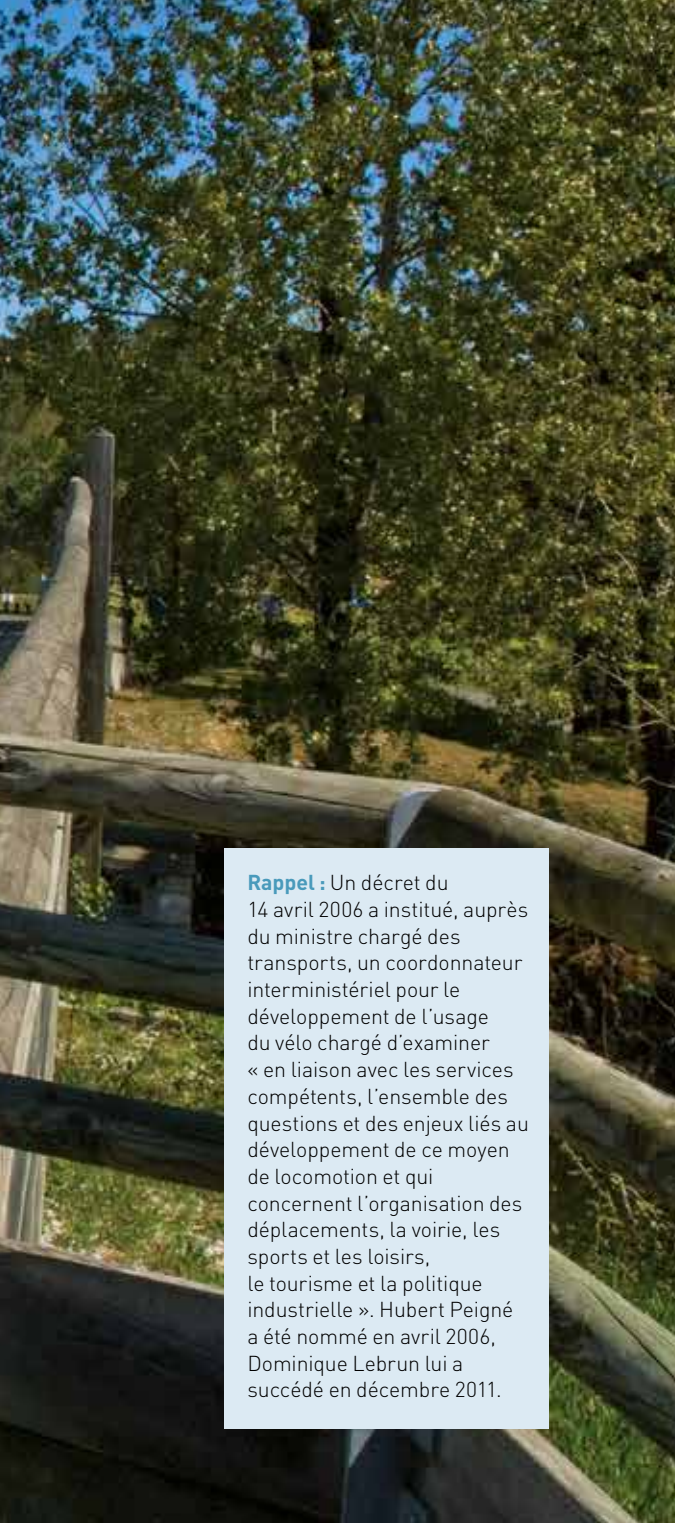 Rappel : Un décret du
14 avril 2006 a institué, auprès
du ministre chargé des
transports, un coordonnateur
interministériel pour le
développement de l’usage
du vélo chargé d’examiner
« en liaison avec les services
compétents, l’ensemble des
questions et des enjeux liés au
développement de ce moyen
de locomotion et qui
concernent l’organisation des
déplacements, la voirie, les
sports et les loisirs,
le tourisme et la politique
industrielle ». Hubert Peigné
a été nommé en avril 2006,
Dominique Lebrun lui a
succédé en décembre 2011.